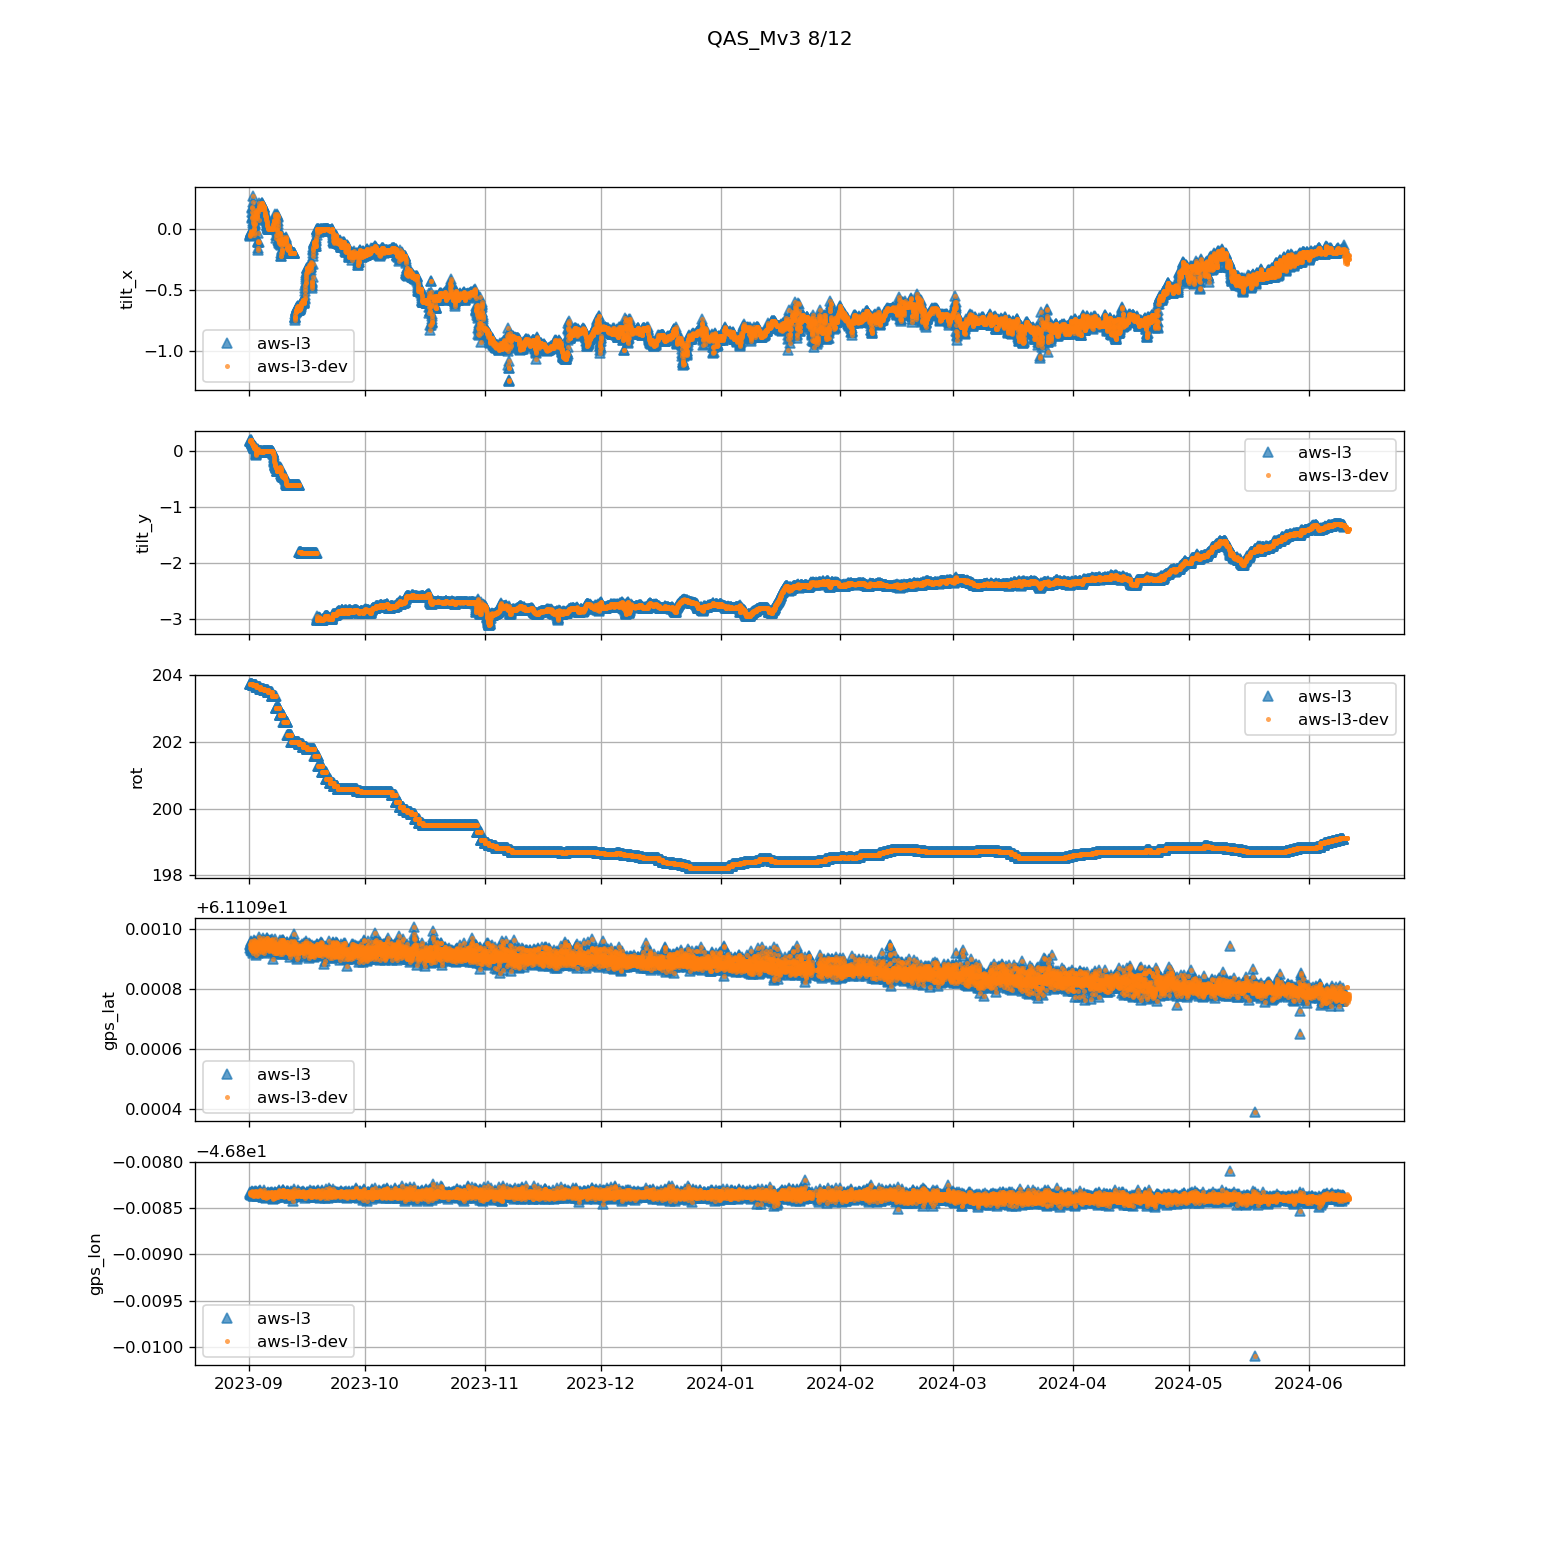 QAS_Mv3 8/12
0.0
−0.5
−1.0
tilt_x
aws-l3
aws-l3-dev
0
−1
−2
−3
tilt_y
aws-l3
aws-l3-dev
204
202
200
198
rot
aws-l3
aws-l3-dev
+6.1109e1
0.0010
0.0008
0.0006
0.0004
gps_lat
aws-l3
aws-l3-dev
−4.68e1
−0.0080
−0.0085
−0.0090
−0.0095
−0.0100
gps_lon
aws-l3
aws-l3-dev
2023-09 2023-10 2023-11 2023-12 2024-01 2024-02 2024-03 2024-04 2024-05 2024-06